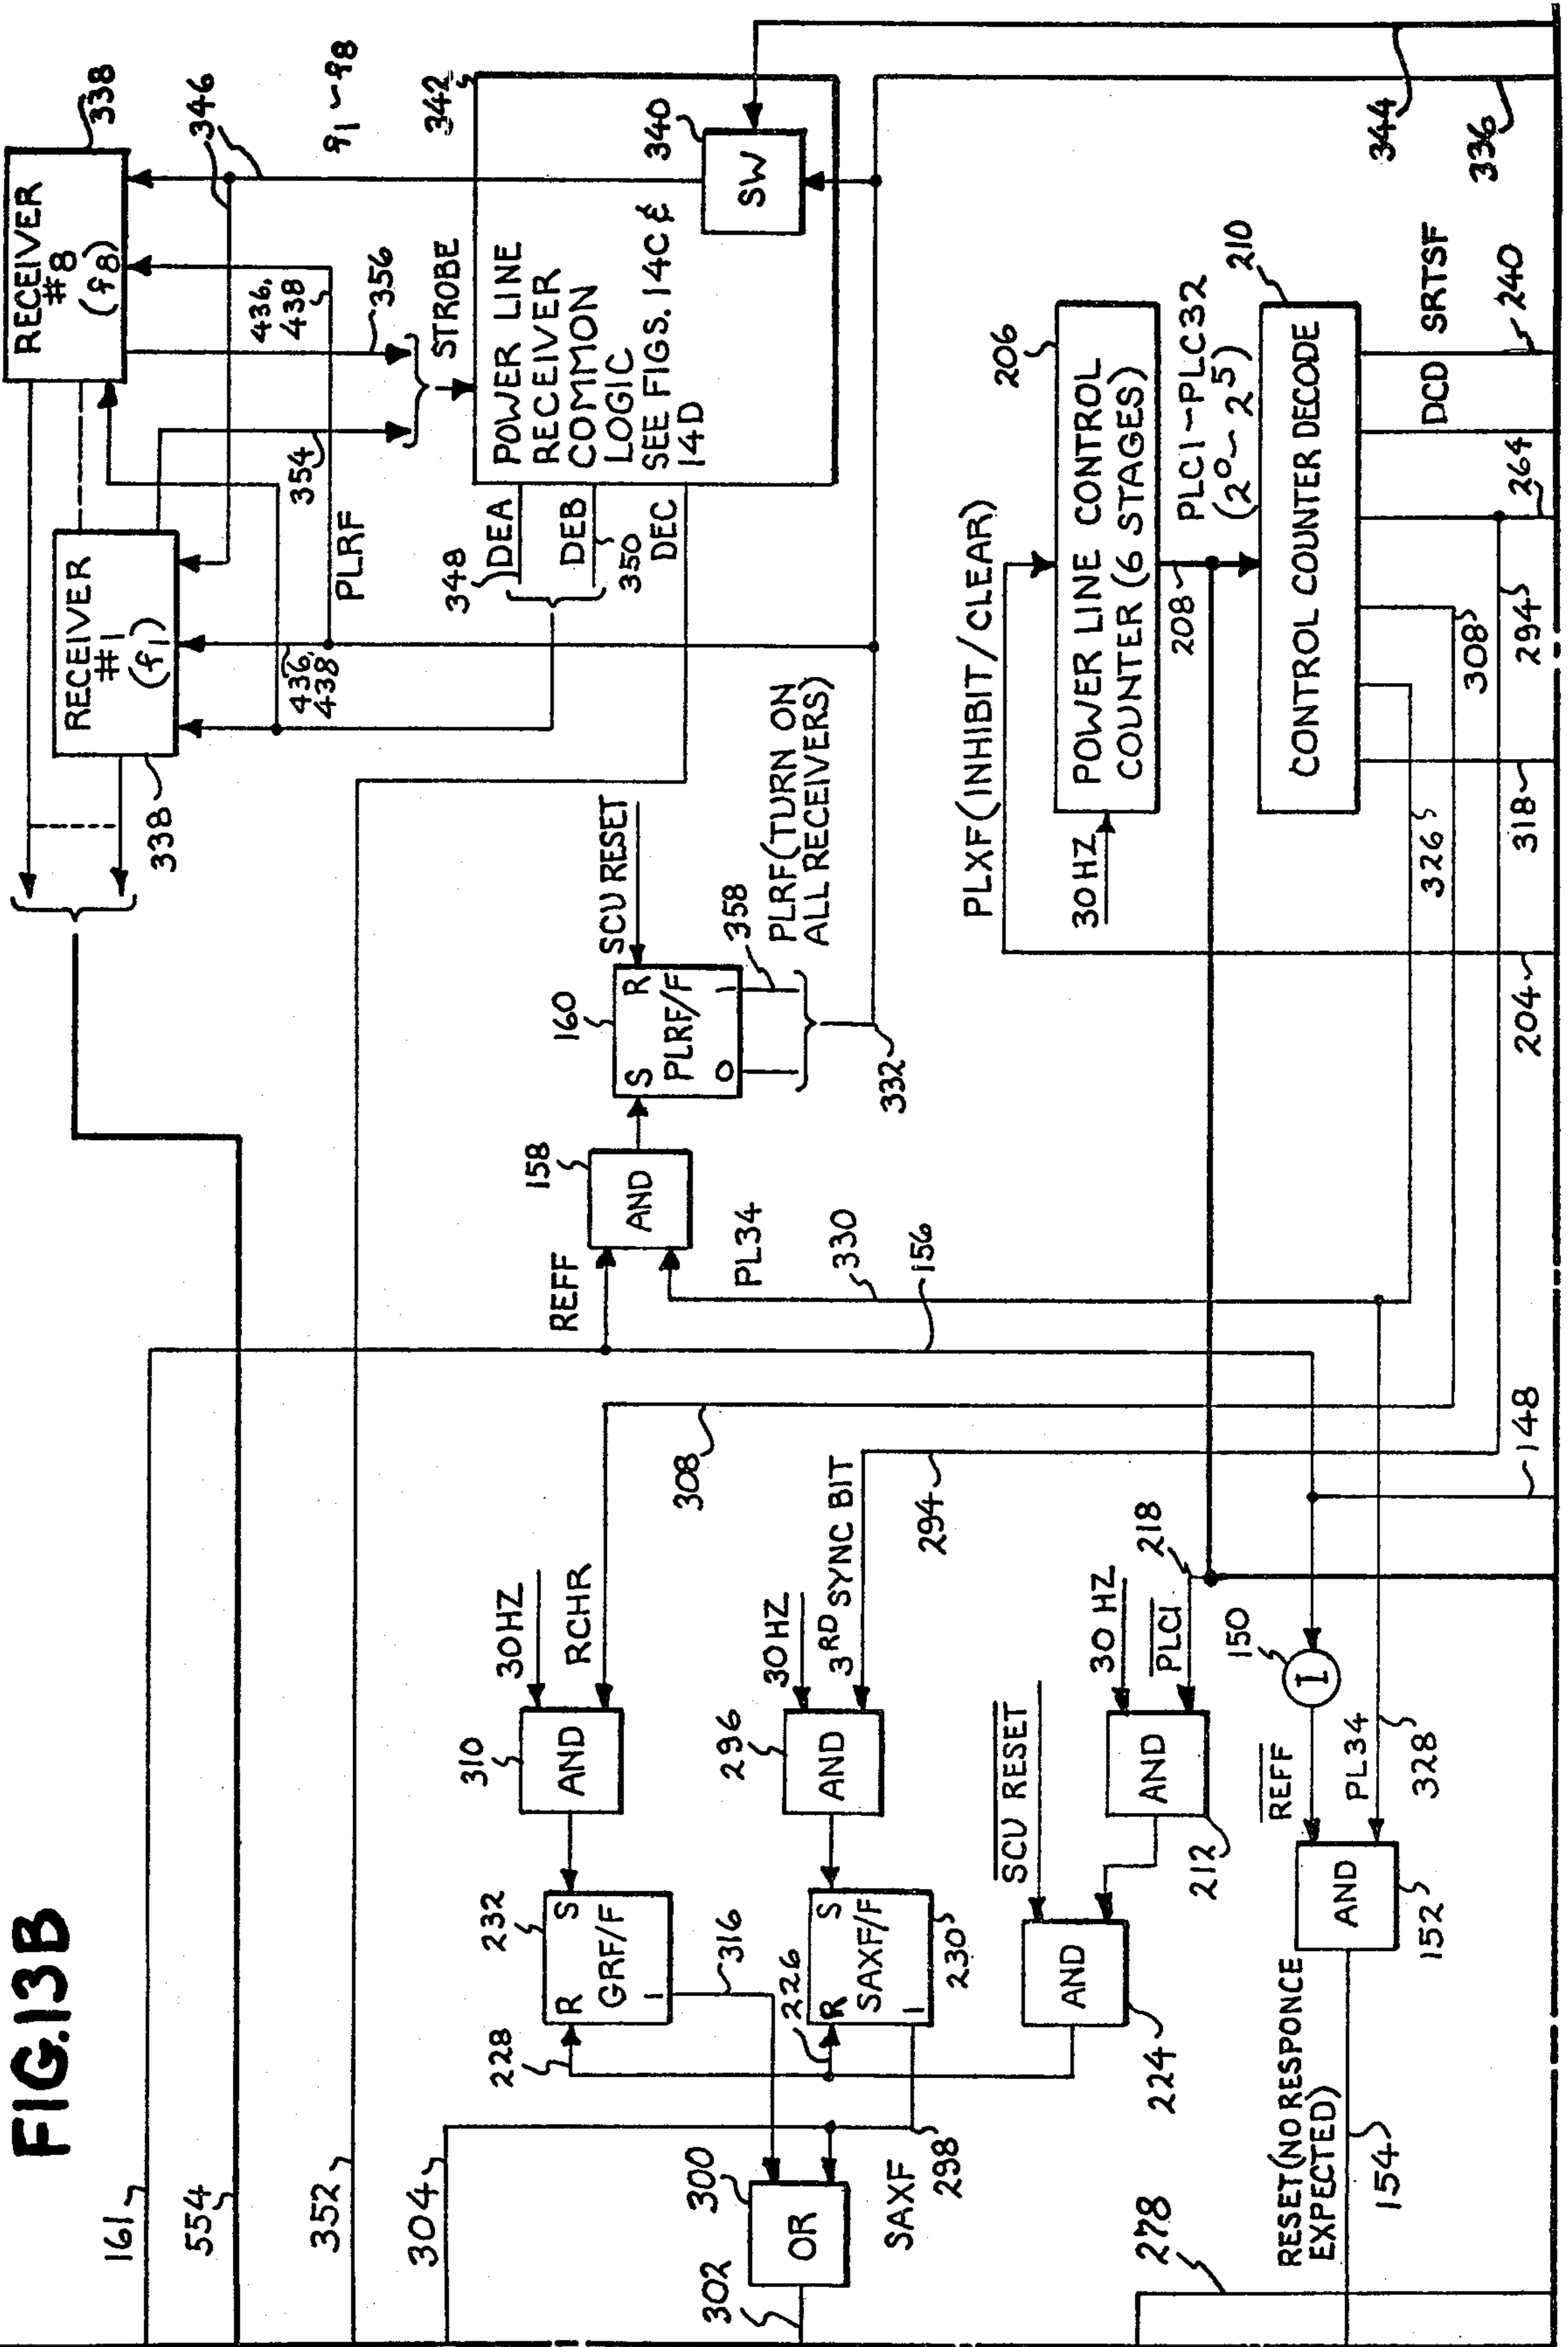 FIG.13B
161
554
352
304
302
300
OR
SAXF
298
278
RESET(NO RESPONCE
EXPECTED)
154
228
232
R
S
GRF/F
1
316
226
R
S
SAXF/F
1
230
SCU RESET
AND
224
310
AND
30HZ
RCHR
308
296
AND
30HZ
3RD SYNC BIT
294
30 HZ
PLC1
218
AND
212
150
I
REFF
PL34
328
AND
152
148
REFF
158
AND
PL34
330
156
160
S
R
PLRF/F
0
1
SCU RESET
358
PLRF(TURN ON
ALL RECEIVERS)
332
RECEIVER
#1
(f1)
338
436,
438
PLRF
354
RECEIVER
#8
(f8)
338
436,
438
356
346
f1~f8
STROBE
342
POWER LINE
RECEIVER
COMMON
LOGIC
SEE FIGS. 14C &
14D
348
DEA
DEB
350
DEC
340
SW
344
336
PLXF(INHIBIT/CLEAR)
30HZ
POWER LINE CONTROL
COUNTER (6 STAGES)
206
208
PLC1-PLC32
(2^0~2^5)
210
CONTROL COUNTER DECODE
204
318
326
308
294
264
DCD
SRTSF
240